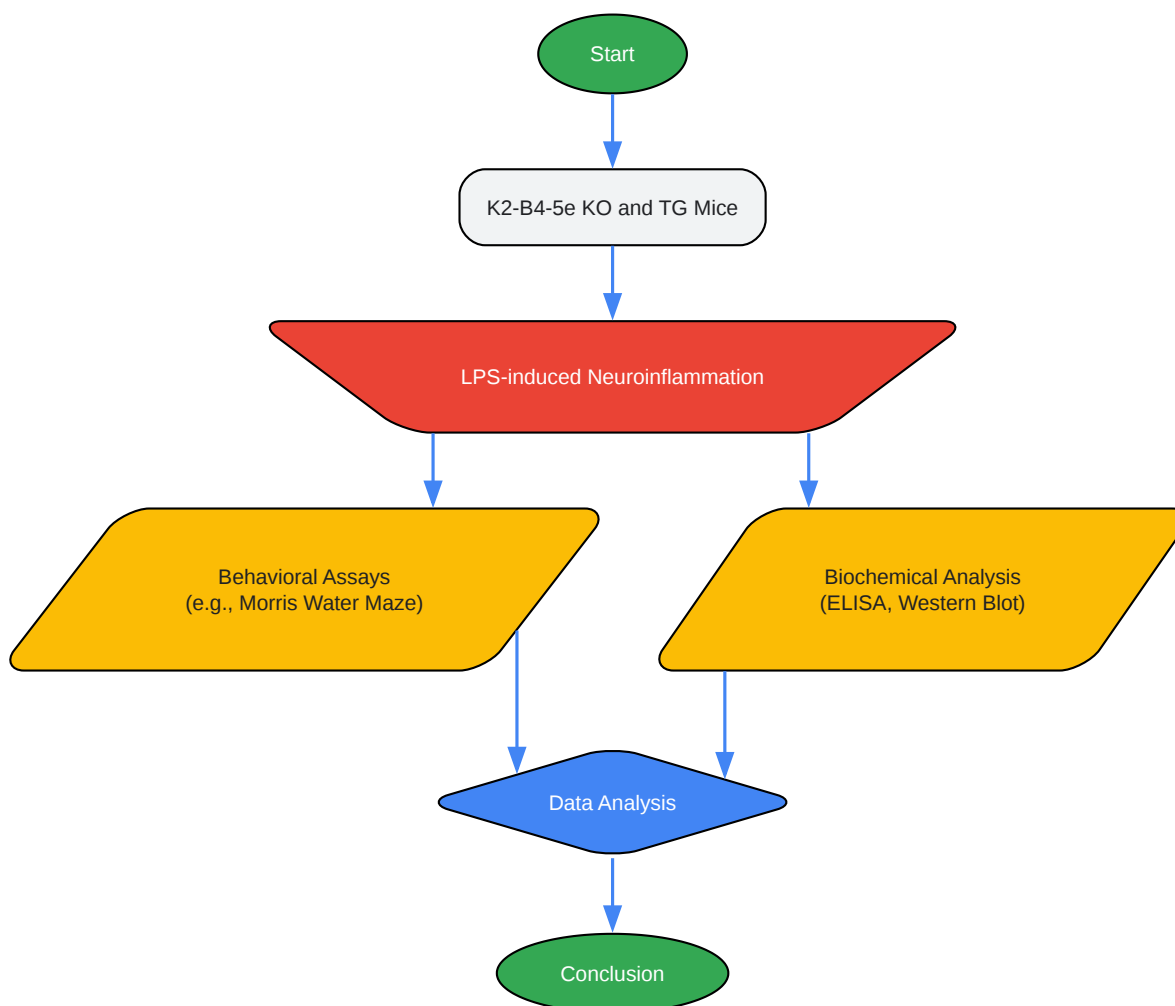 Start
K2-B4-5e KO and TG Mice
LPS-induced Neuroinflammation
Behavioral Assays
(e.g., Morris Water Maze)
Biochemical Analysis
(ELISA, Western Blot)
Data Analysis
Conclusion